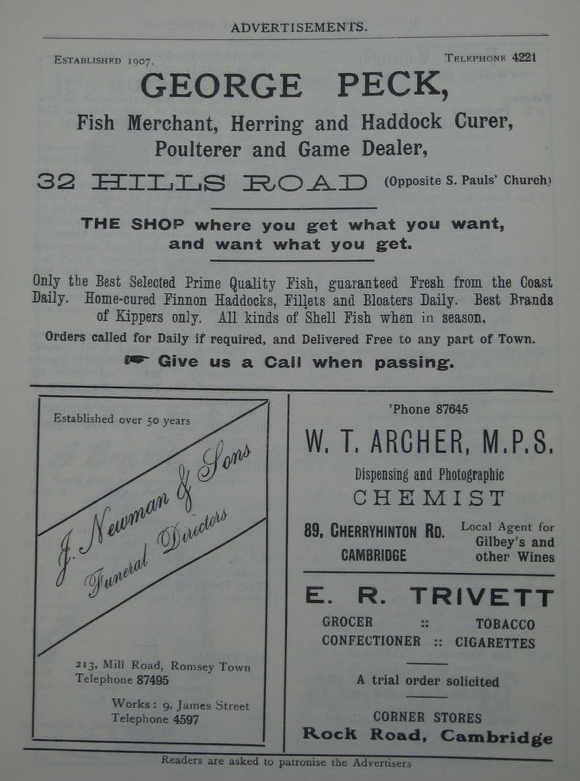 ADVERTISEMENTS.
ESTABLISHED 1907.
TELEPHONE 4221
GEORGE PECK,
Fish Merchant, Herring and Haddock Curer,
Poulterer and Game Dealer,
32 HILLS ROAD (Opposite S. Pauls' Church)
THE SHOP where you get what you want,
and want what you get.
Only the Best Selected Prime Quality Fish, guaranteed Fresh from the Coast
Daily. Home-cured Finnon Haddocks, Fillets and Bloaters Daily. Best Brands
of Kippers only. All kinds of Shell Fish when in season.
Orders called for Daily if required, and Delivered Free to any part of Town.
☛ Give us a Call when passing.
Established over 50 years
J. Newman & Sons
Funeral Directors
213, Mill Road, Romsey Town
Telephone 87495
Works: 9, James Street
Telephone 4597
'Phone 87645
W. T. ARCHER, M.P.S.
Dispensing and Photographic
CHEMIST
89, CHERRYHINTON RD.
CAMBRIDGE
Local Agent for
Gilbey's and
other Wines
E. R. TRIVETT
GROCER :: TOBACCO
CONFECTIONER :: CIGARETTES
A trial order solicited
CORNER STORES
Rock Road, Cambridge
Readers are asked to patronise the Advertisers